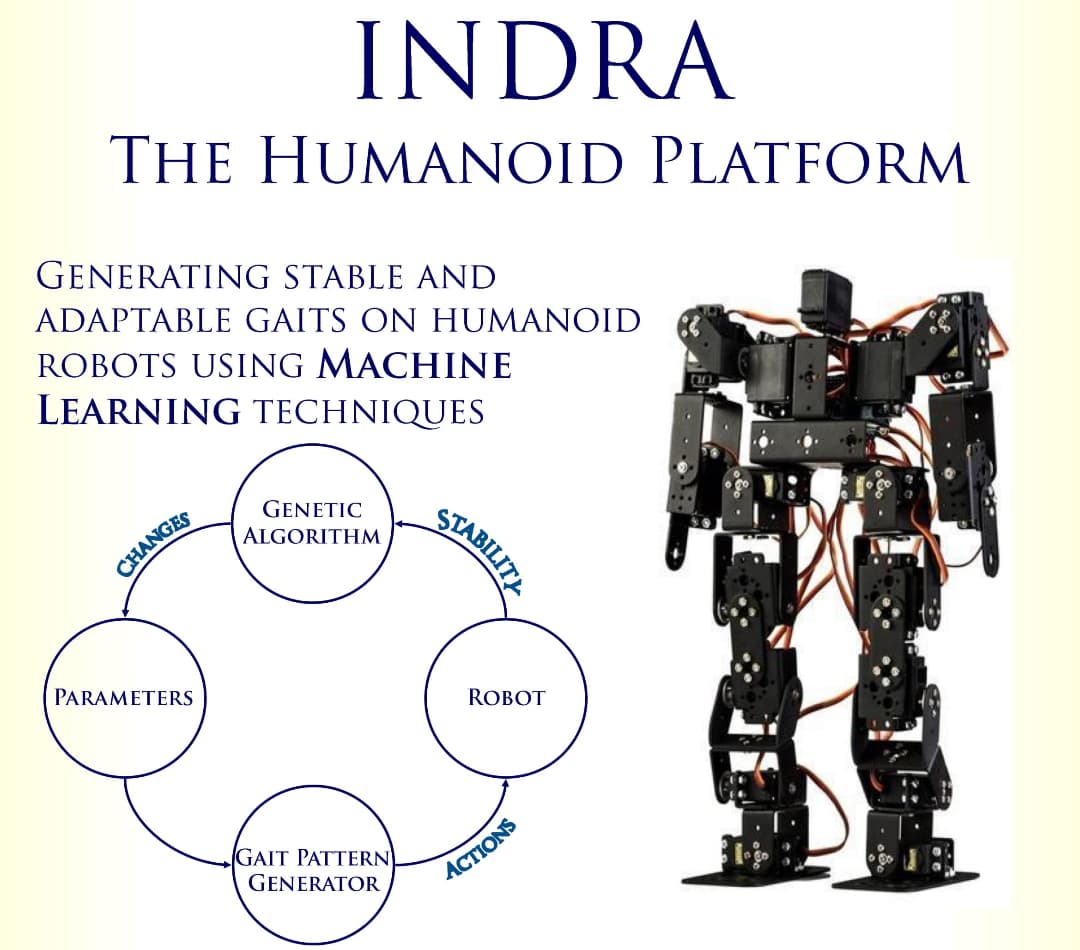 INDRA
THE HUMANOID PLATFORM
GENERATING STABLE AND
ADAPTABLE GAITS ON HUMANOID
ROBOTS USING MACHINE
LEARNING TECHNIQUES
GENETIC
ALGORITHM
CHANGES
STABILITY
PARAMETERS
ROBOT
GAIT PATTERN
GENERATOR
ACTIONS